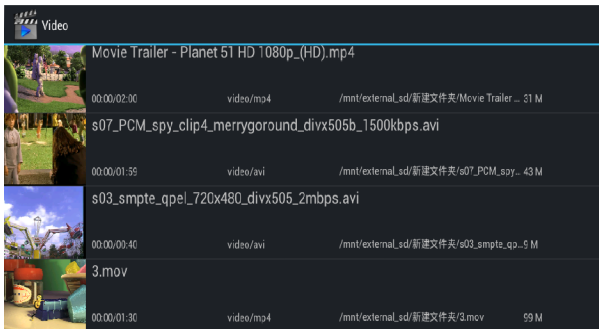 Video
Movie Trailer - Planet 51 HD 1080p_(HD).mp4
00:00/02:00 video/mp4 /mnt/external_sd/新建文件夹/Movie Trailer ... 31 M
s07_PCM_spy_clip4_merrygoround_divx505b_1500kbps.avi
00:00/01:59 video/avi /mnt/external_sd/新建文件夹/s07_PCM_spy... 43 M
s03_smpte_qpel_720x480_divx505_2mbps.avi
00:00/00:40 video/avi /mnt/external_sd/新建文件夹/s03_smpte_qp...9 M
3.mov
00:00/01:30 video/mp4 /mnt/external_sd/新建文件夹/3.mov 99 M